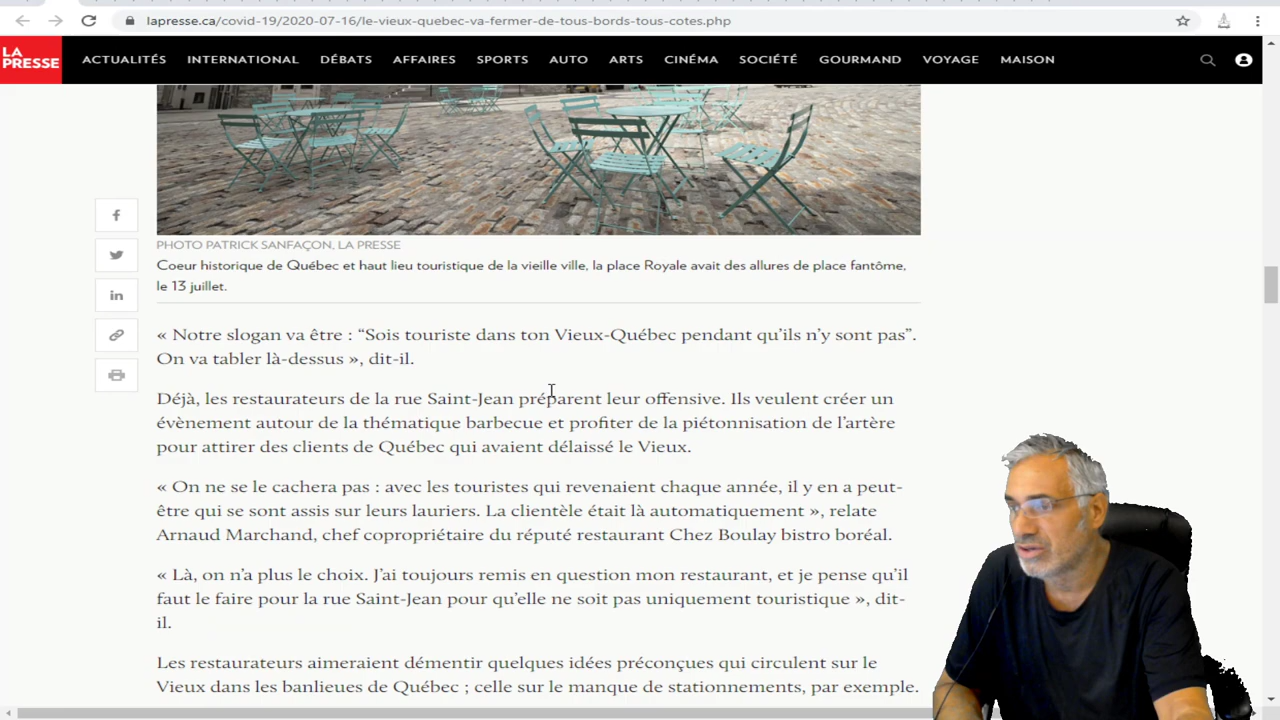 lapresse.ca/covid-19/2020-07-16/le-vieux-quebec-va-fermer-de-tous-bords-tous-cotes.php
LA PRESSE
ACTUALITÉS INTERNATIONAL DÉBATS AFFAIRES SPORTS AUTO ARTS CINÉMA SOCIÉTÉ GOURMAND VOYAGE MAISON
PHOTO PATRICK SANFAÇON, LA PRESSE
Coeur historique de Québec et haut lieu touristique de la vieille ville, la place Royale avait des allures de place fantôme,
le 13 juillet.
« Notre slogan va être : “Sois touriste dans ton Vieux-Québec pendant qu’ils n’y sont pas”.
On va tabler là-dessus », dit-il.
Déjà, les restaurateurs de la rue Saint-Jean préparent leur offensive. Ils veulent créer un
évènement autour de la thématique barbecue et profiter de la piétonnisation de l’artère
pour attirer des clients de Québec qui avaient délaissé le Vieux.
« On ne se le cachera pas : avec les touristes qui revenaient chaque année, il y en a peut-
être qui se sont assis sur leurs lauriers. La clientèle était là automatiquement », relate
Arnaud Marchand, chef copropriétaire du réputé restaurant Chez Boulay bistro boréal.
« Là, on n’a plus le choix. J’ai toujours remis en question mon restaurant, et je pense qu’il
faut le faire pour la rue Saint-Jean pour qu’elle ne soit pas uniquement touristique », dit-
il.
Les restaurateurs aimeraient démentir quelques idées préconçues qui circulent sur le
Vieux dans les banlieues de Québec ; celle sur le manque de stationnements, par exemple.